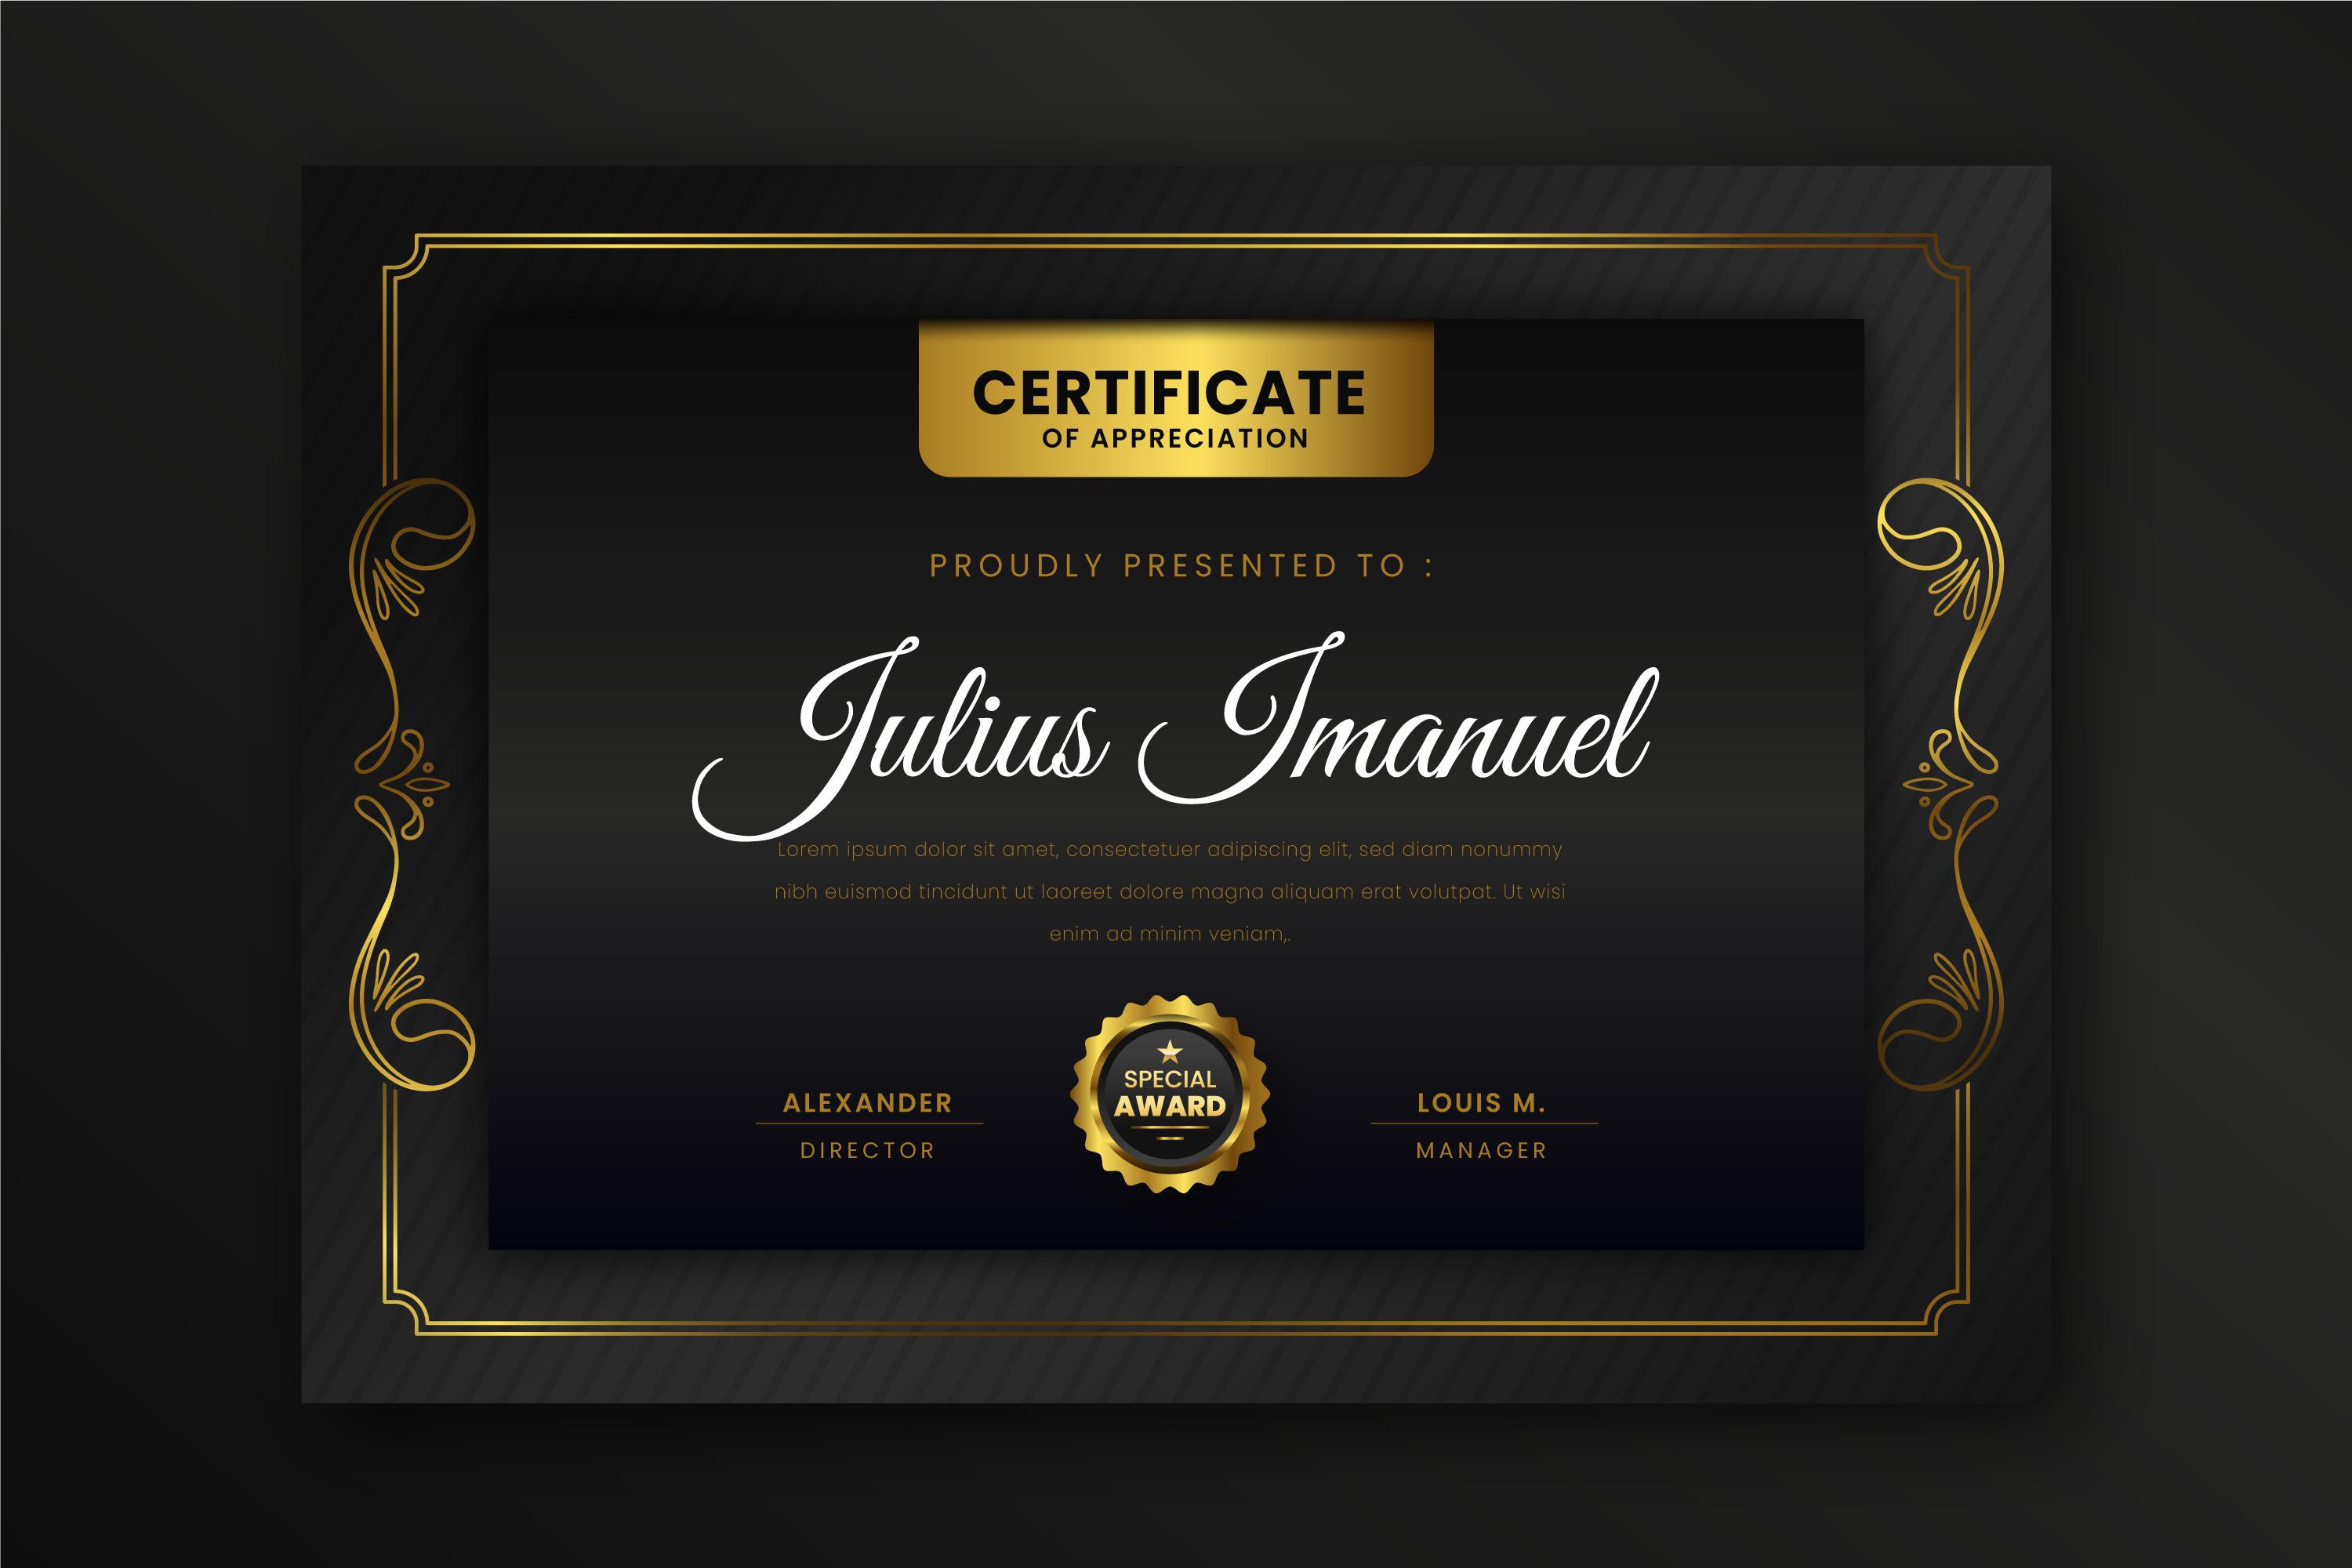 CERTIFICATE
OF APPRECIATION
PROUDLY PRESENTED TO :
Julius Imanuel
Lorem ipsum dolor sit amet, consectetuer adipiscing elit, sed diam nonummy
nibh euismod tincidunt ut laoreet dolore magna aliquam erat volutpat. Ut wisi
enim ad minim veniam,.
ALEXANDER
DIRECTOR
SPECIAL
AWARD
LOUIS M.
MANAGER